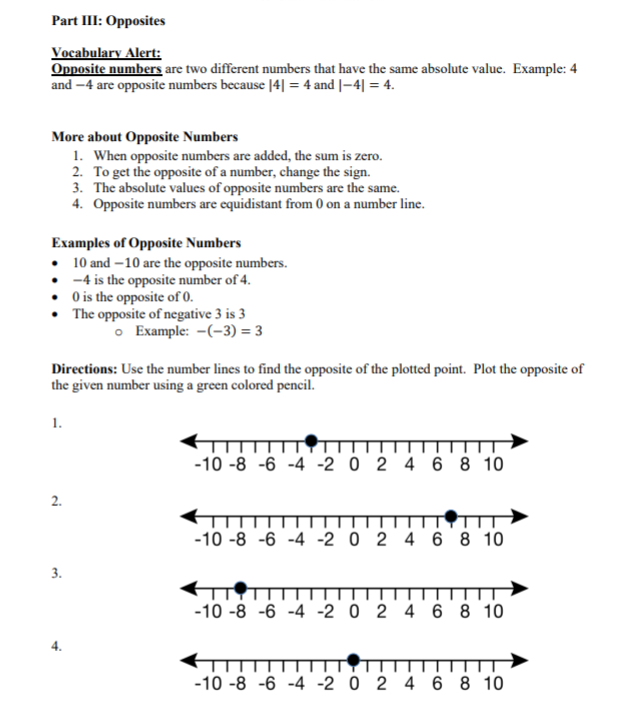 Part III: Opposites
Vocabulary Alert:
Opposite numbers are two different numbers that have the same absolute value. Example: 4
and −4 are opposite numbers because |4| = 4 and |−4| = 4.
More about Opposite Numbers
1. When opposite numbers are added, the sum is zero.
2. To get the opposite of a number, change the sign.
3. The absolute values of opposite numbers are the same.
4. Opposite numbers are equidistant from 0 on a number line.
Examples of Opposite Numbers
• 10 and −10 are the opposite numbers.
• −4 is the opposite number of 4.
• 0 is the opposite of 0.
• The opposite of negative 3 is 3
o Example: −(−3) = 3
Directions: Use the number lines to find the opposite of the plotted point. Plot the opposite of
the given number using a green colored pencil.
1.
-10 -8 -6 -4 -2 0 2 4 6 8 10
2.
-10 -8 -6 -4 -2 0 2 4 6 8 10
3.
-10 -8 -6 -4 -2 0 2 4 6 8 10
4.
-10 -8 -6 -4 -2 0 2 4 6 8 10